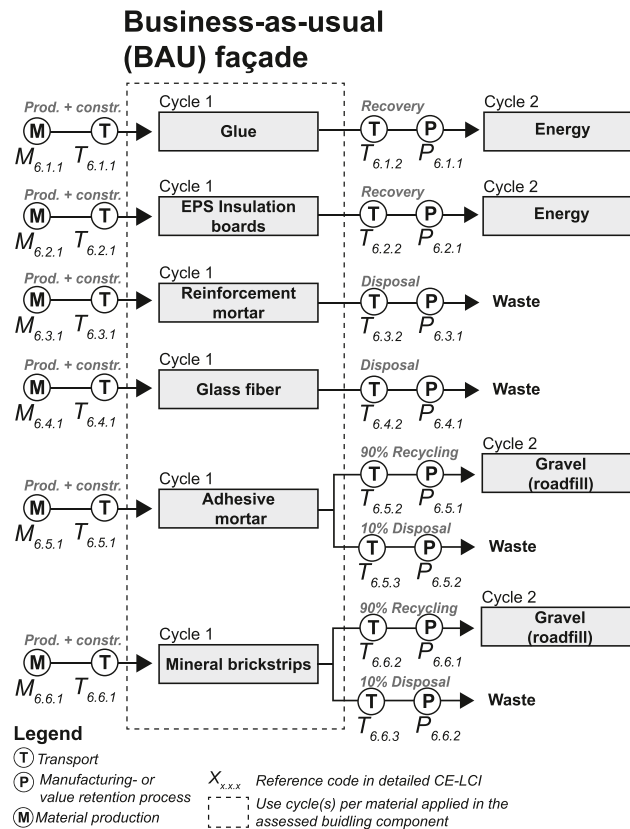 Business-as-usual
(BAU) façade
Prod. + constr.
Cycle 1
Recovery
Cycle 2
M
T
Glue
T
P
Energy
M6.1.1
T6.1.1
T6.1.2
P6.1.1
Prod. + constr.
Cycle 1
Recovery
Cycle 2
M
T
EPS Insulation
boards
T
P
Energy
M6.2.1
T6.2.1
T6.2.2
P6.2.1
Prod. + constr.
Cycle 1
Disposal
M
T
Reinforcement
mortar
T
P
Waste
M6.3.1
T6.3.1
T6.3.2
P6.3.1
Prod. + constr.
Cycle 1
Disposal
M
T
Glass fiber
T
P
Waste
M6.4.1
T6.4.1
T6.4.2
P6.4.1
Prod. + constr.
Cycle 1
M
T
Adhesive
mortar
M6.5.1
T6.5.1
90% Recycling
Cycle 2
T
P
Gravel
(roadfill)
T6.5.2
P6.5.1
10% Disposal
T
P
Waste
T6.5.3
P6.5.2
Prod. + constr.
Cycle 1
M
T
Mineral brickstrips
M6.6.1
T6.6.1
90% Recycling
Cycle 2
T
P
Gravel
(roadfill)
T6.6.2
P6.6.1
10% Disposal
T
P
Waste
T6.6.3
P6.6.2
Legend
T Transport
P Manufacturing- or
value retention process
M Material production
Xx.x.x Reference code in detailed CE-LCI
Use cycle(s) per material applied in the
assessed buidling component